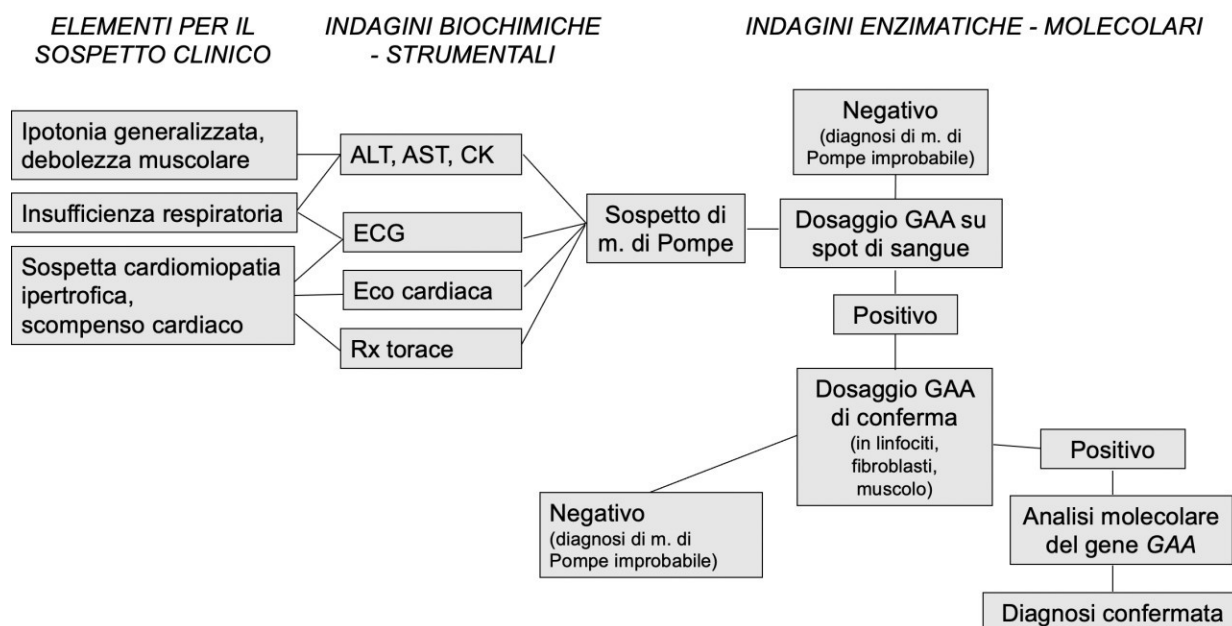 ELEMENTI PER IL
SOSPETTO CLINICO
INDAGINI BIOCHIMICHE
- STRUMENTALI
INDAGINI ENZIMATICHE - MOLECOLARI
Ipotonia generalizzata,
debolezza muscolare
Insufficienza respiratoria
Sospetta cardiomiopatia
ipertrofica,
scompenso cardiaco
ALT, AST, CK
ECG
Eco cardiaca
Rx torace
Sospetto di
m. di Pompe
Negativo
(diagnosi di m. di
Pompe improbabile)
Dosaggio GAA su
spot di sangue
Positivo
Dosaggio GAA
di conferma
(in linfociti,
fibroblasti,
muscolo)
Negativo
(diagnosi di m. di
Pompe improbabile)
Positivo
Analisi molecolare
del gene GAA
Diagnosi confermata